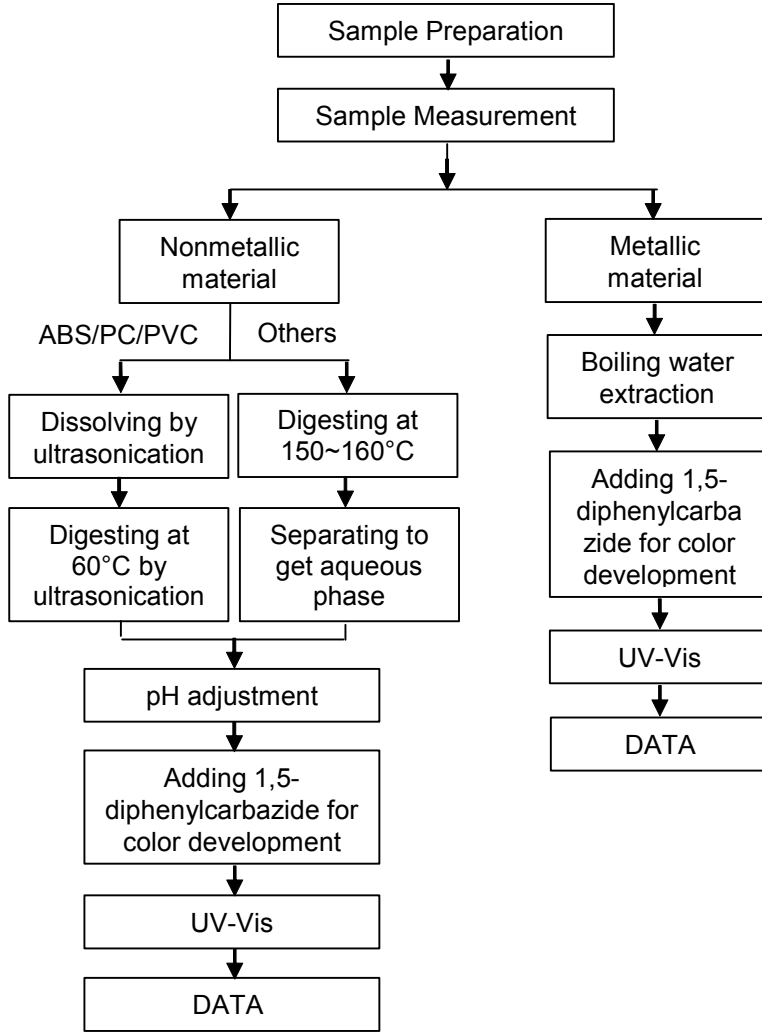 Sample Preparation
Sample Measurement
Nonmetallic
material
Metallic
material
ABS/PC/PVC
Others
Boiling water
extraction
Dissolving by
ultrasonication
Digesting at
150~160°C
Adding 1,5-
diphenylcarba
zide for color
development
Digesting at
60°C by
ultrasonication
Separating to
get aqueous
phase
UV-Vis
pH adjustment
DATA
Adding 1,5-
diphenylcarbazide for
color development
UV-Vis
DATA